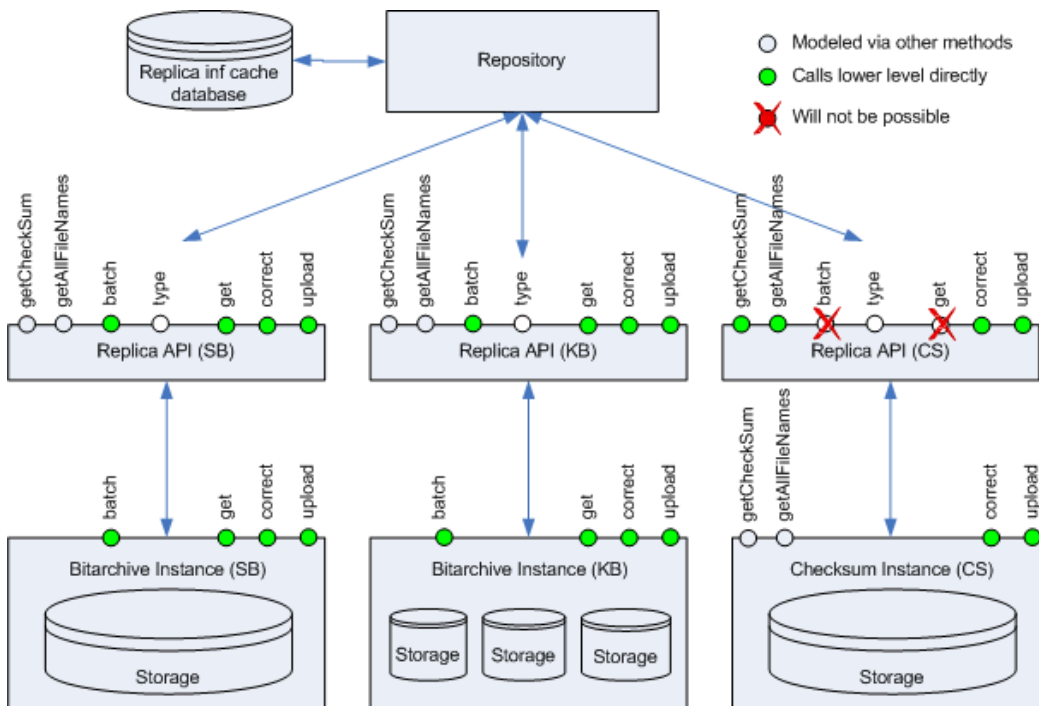 Replica inf cache
database
Repository
Modeled via other methods
Calls lower level directly
Will not be possible
getCheckSum
getAllFileNames
batch
type
get
correct
upload
Replica API (SB)
getCheckSum
getAllFileNames
batch
type
get
correct
upload
Replica API (KB)
getCheckSum
getAllFileNames
batch
type
get
correct
upload
Replica API (CS)
batch
get
correct
upload
Bitarchive Instance (SB)
Storage
batch
get
correct
upload
Bitarchive Instance (KB)
Storage
Storage
Storage
getCheckSum
getAllFileNames
correct
upload
Checksum Instance (CS)
Storage